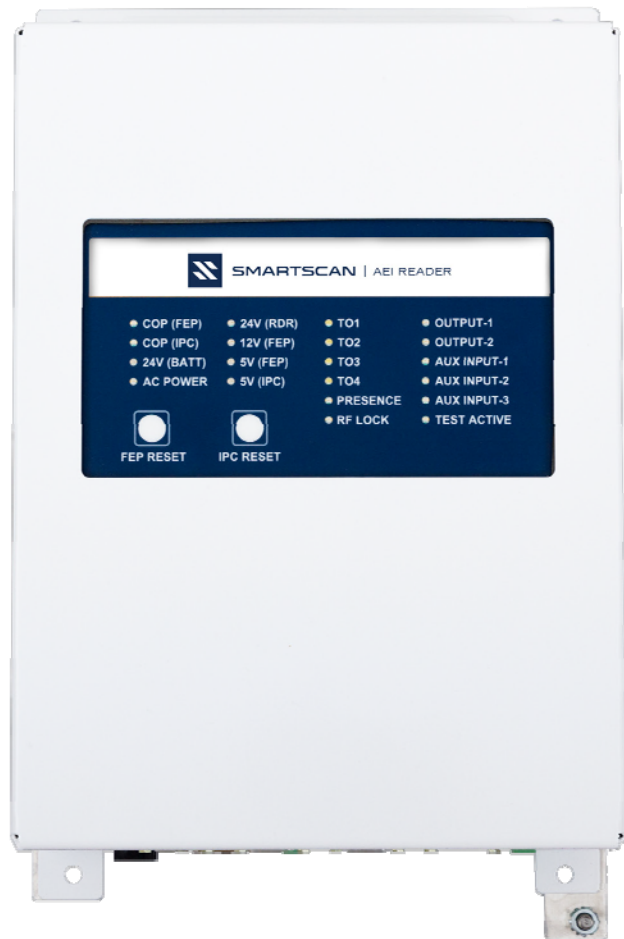 SMARTSCAN | AEI READER
COP (FEP) 24V (RDR) TO1 OUTPUT-1
COP (IPC) 12V (FEP) TO2 OUTPUT-2
24V (BATT) 5V (FEP) TO3 AUX INPUT-1
AC POWER 5V (IPC) TO4 AUX INPUT-2
PRESENCE AUX INPUT-3
RF LOCK TEST ACTIVE
FEP RESET IPC RESET